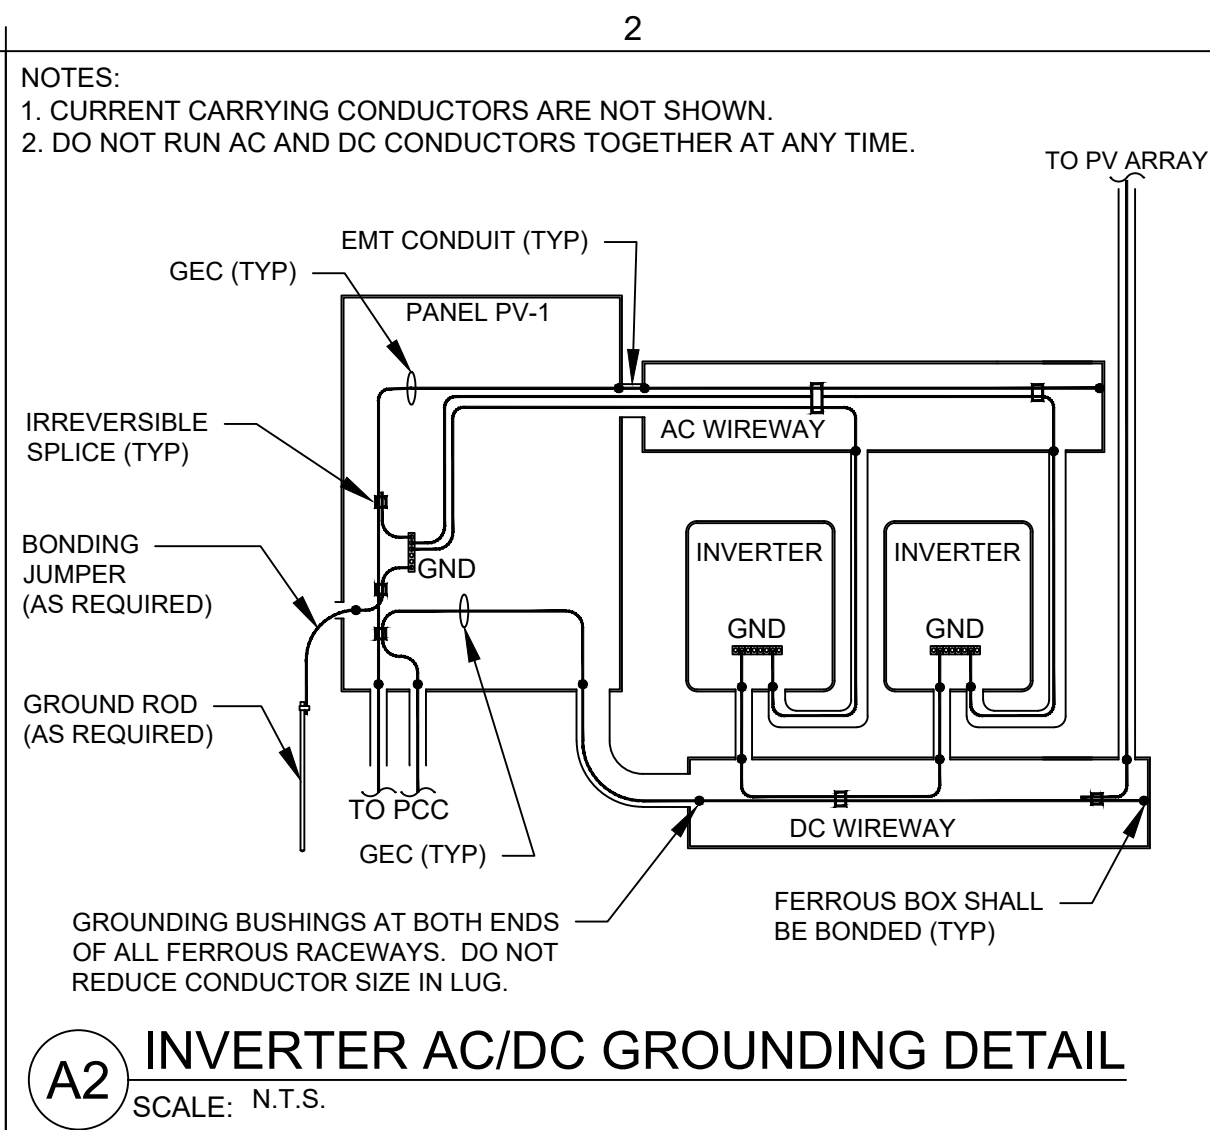 2
NOTES:
1. CURRENT CARRYING CONDUCTORS ARE NOT SHOWN.
2. DO NOT RUN AC AND DC CONDUCTORS TOGETHER AT ANY TIME.
TO PV ARRAY
EMT CONDUIT (TYP)
GEC (TYP)
PANEL PV-1
IRREVERSIBLE
SPLICE (TYP)
AC WIREWAY
BONDING
JUMPER
(AS REQUIRED)
GND
INVERTER
INVERTER
GND
GND
GROUND ROD
(AS REQUIRED)
TO PCC
GEC (TYP)
DC WIREWAY
GROUNDING BUSHINGS AT BOTH ENDS
OF ALL FERROUS RACEWAYS. DO NOT
REDUCE CONDUCTOR SIZE IN LUG.
FERROUS BOX SHALL
BE BONDED (TYP)
A2
INVERTER AC/DC GROUNDING DETAIL
SCALE: N.T.S.